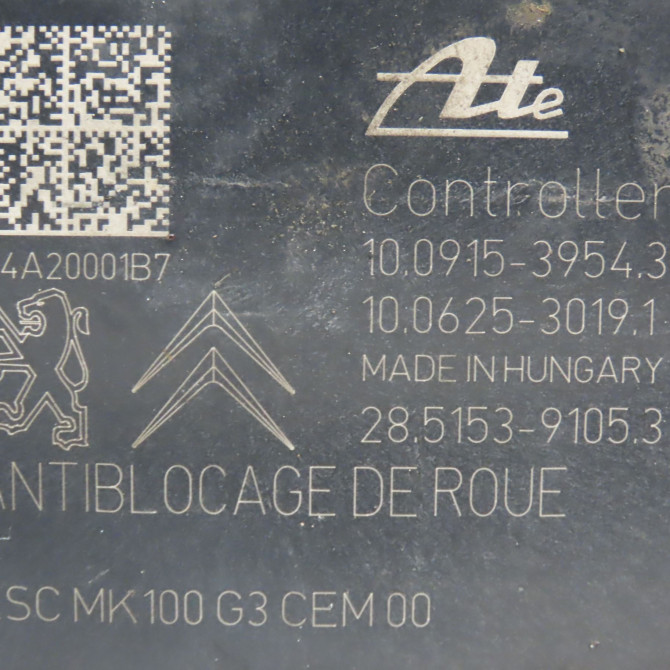 Ate
Controller
10.0915-3954.3
4A20001B7
10.0625-3019.1
MADE IN HUNGARY
28.5153-9105.3
ANTIBLOCAGE DE ROUE
SC MK100 G3 CEM 00